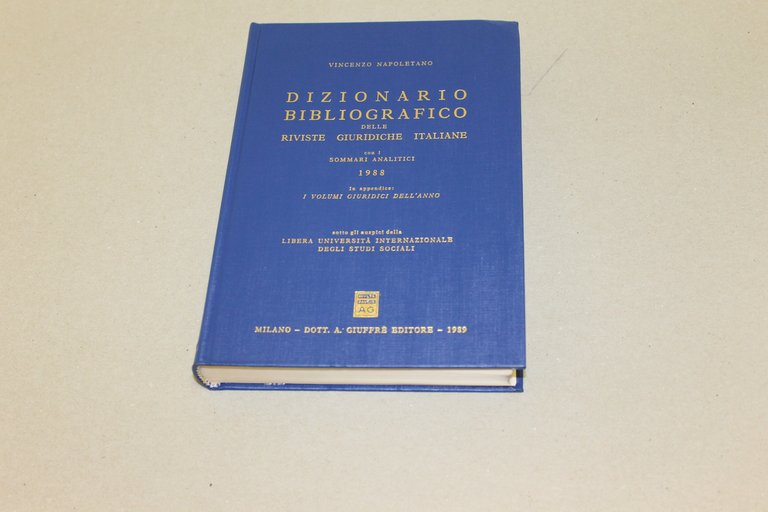 VINCENZO NAPOLETANO
DIZIONARIO
BIBLIOGRAFICO
DELLE
RIVISTE GIURIDICHE ITALIANE
con i
SOMMARI ANALITICI
1988
In appendice:
I VOLUMI GIURIDICI DELL'ANNO
sotto gli auspici della
LIBERA UNIVERSITÀ INTERNAZIONALE
DEGLI STUDI SOCIALI
AG
MILANO – DOTT. A. GIUFFRÈ EDITORE – 1989